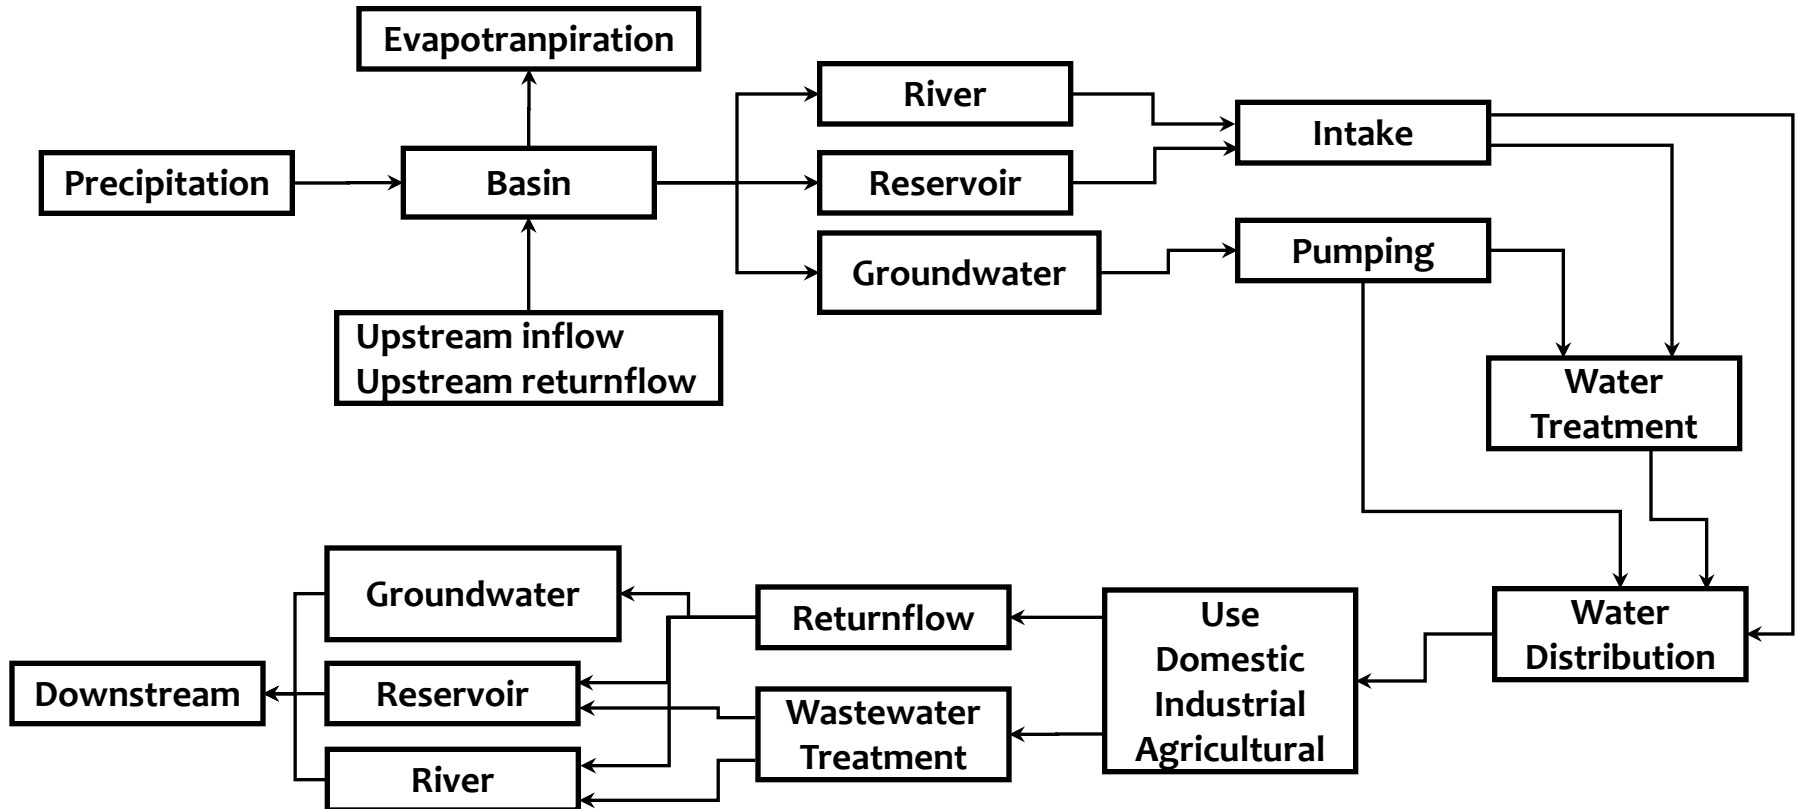 Evapotranpiration
Precipitation
Basin
Upstream inflow
Upstream returnflow
River
Reservoir
Groundwater
Intake
Pumping
Water
Treatment
Water
Distribution
Use
Domestic
Industrial
Agricultural
Returnflow
Wastewater
Treatment
Groundwater
Reservoir
River
Downstream